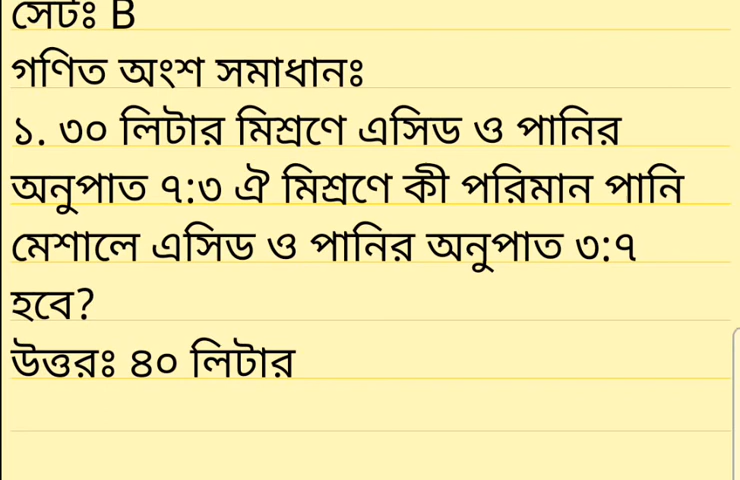 সেটঃ B
গণিত অংশ সমাধানঃ
১. ৩০ লিটার মিশ্রণে এসিড ও পানির
অনুপাত ৭:৩ ঐ মিশ্রণে কী পরিমান পানি
মেশালে এসিড ও পানির অনুপাত ৩:৭
হবে?
উত্তরঃ ৪০ লিটার